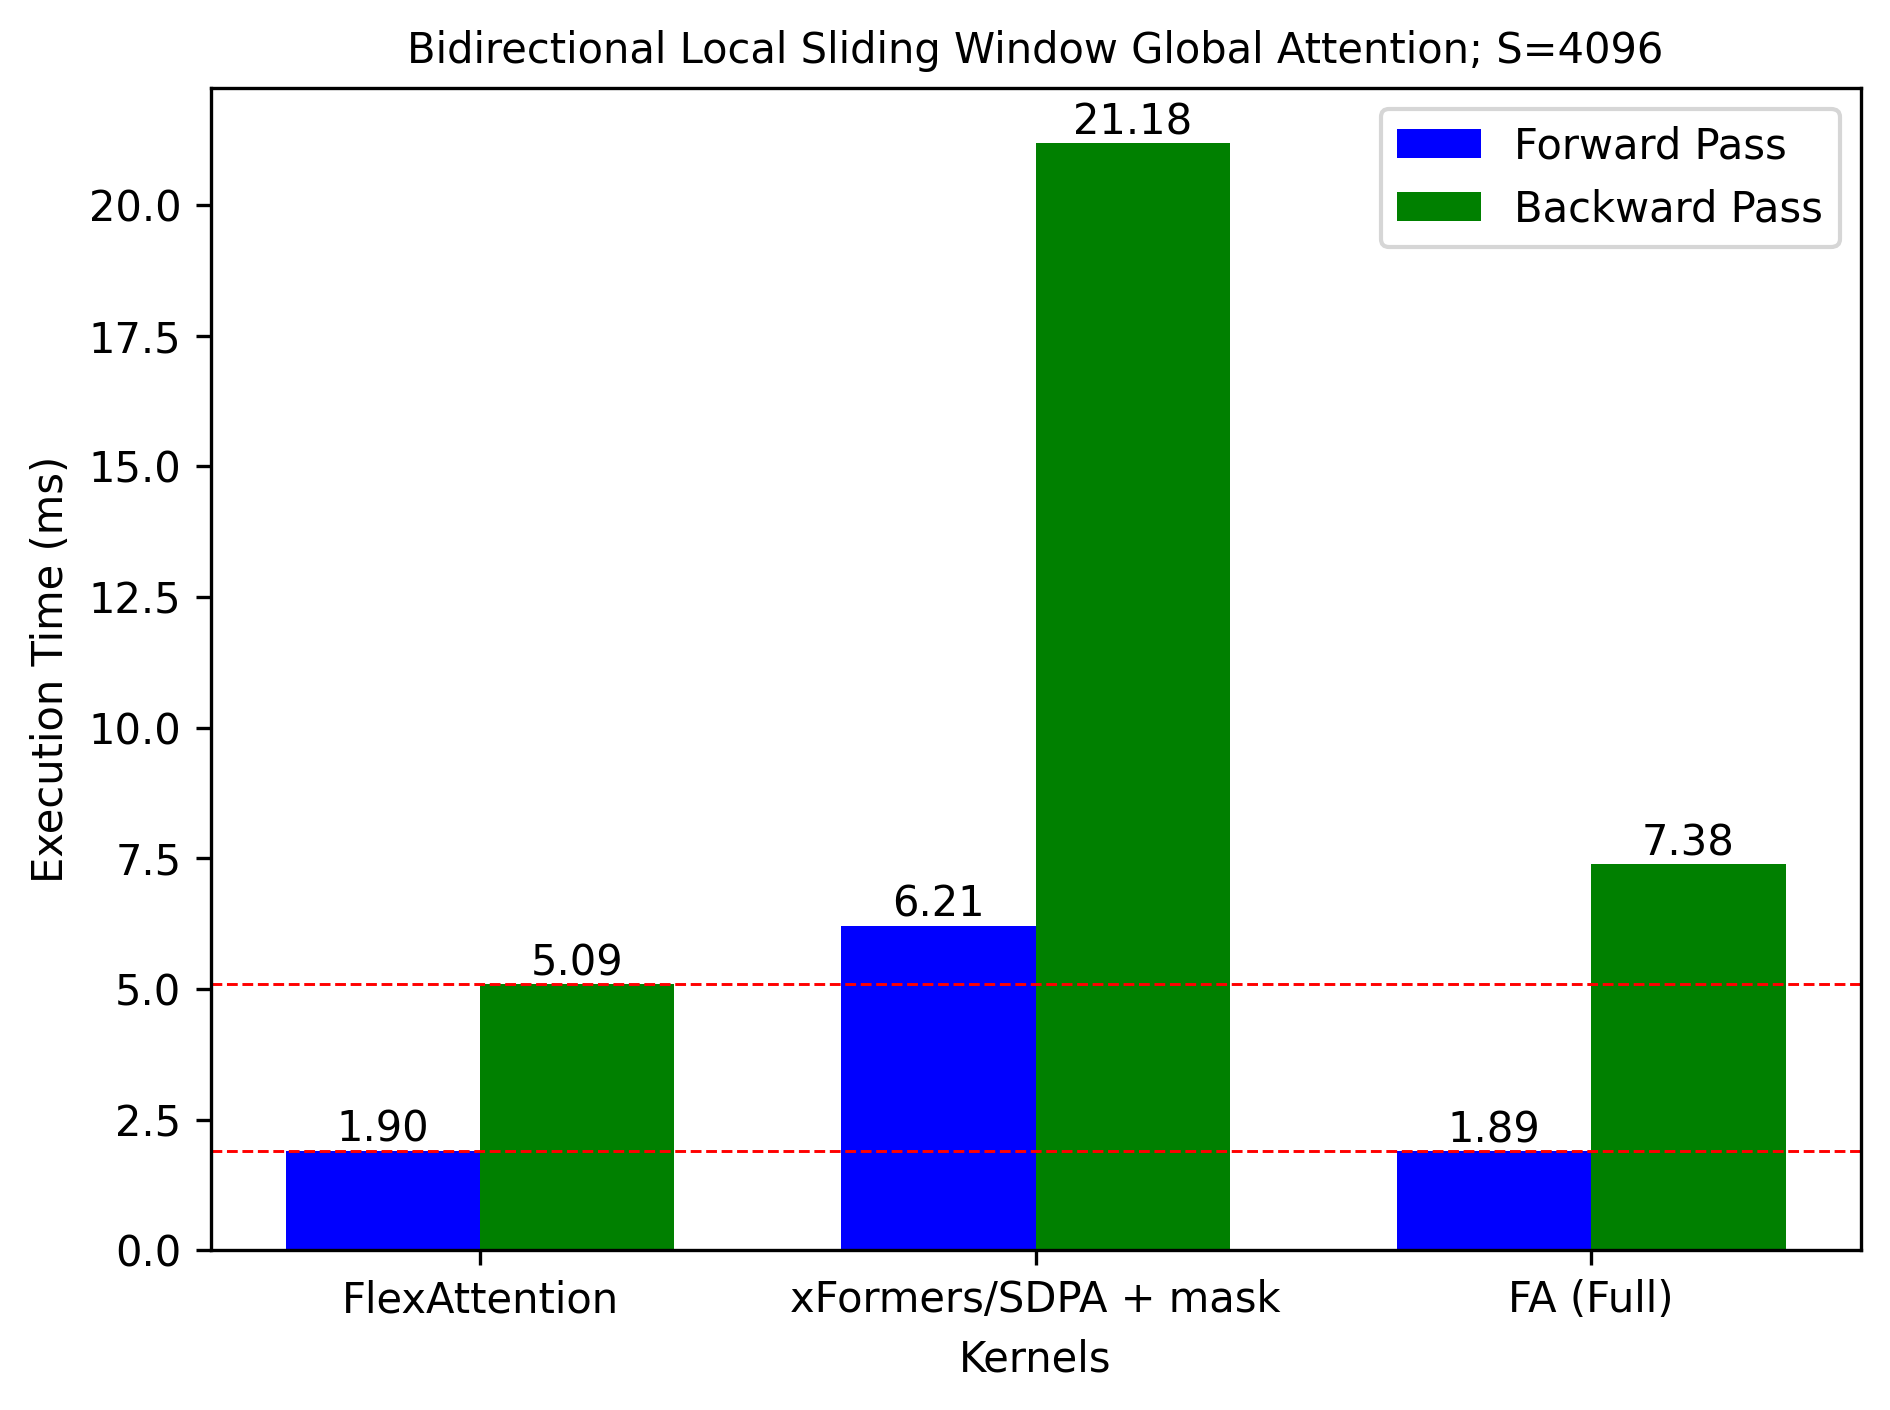 Bidirectional Local Sliding Window Global Attention; S=4096
Forward Pass
Backward Pass
Execution Time (ms)
20.0
17.5
15.0
12.5
10.0
7.5
5.0
2.5
0.0
1.90
5.09
6.21
21.18
1.89
7.38
FlexAttention
xFormers/SDPA + mask
FA (Full)
Kernels